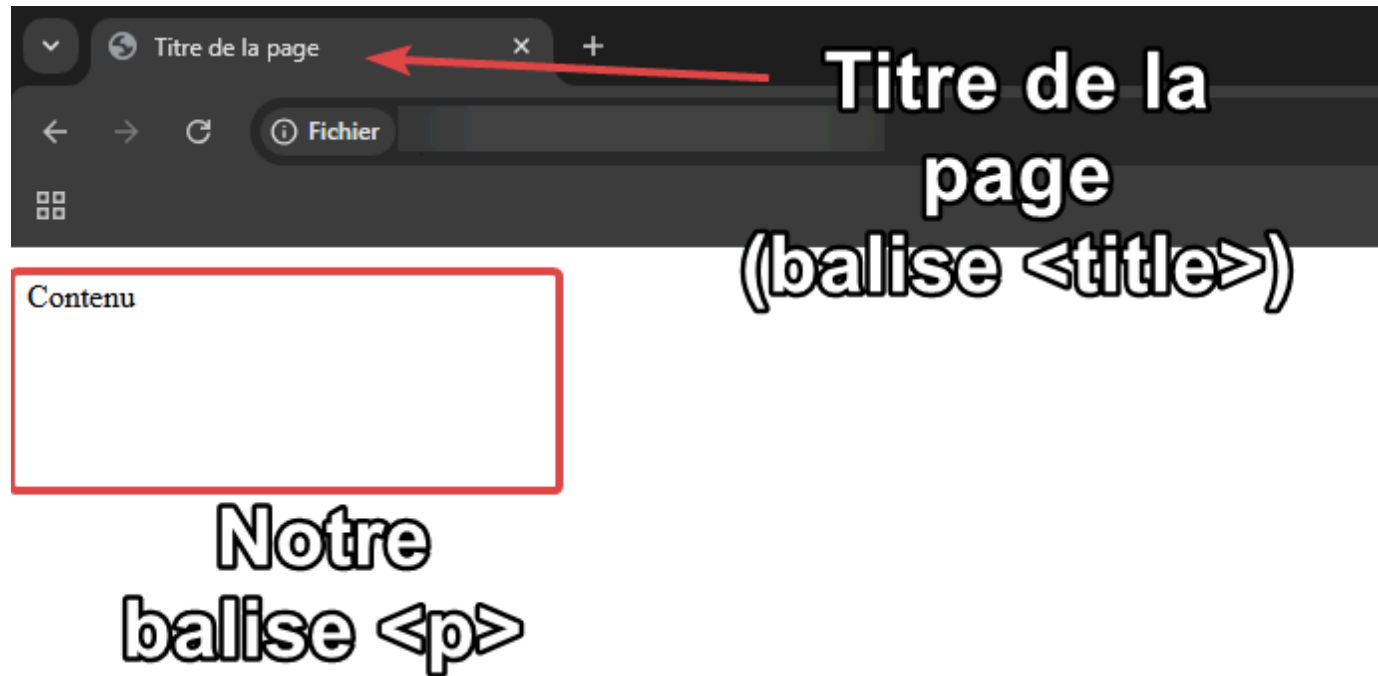 Titre de la page
Titre de la
page
(balise <title>)
Fichier
Contenu
Notre
balise <p>